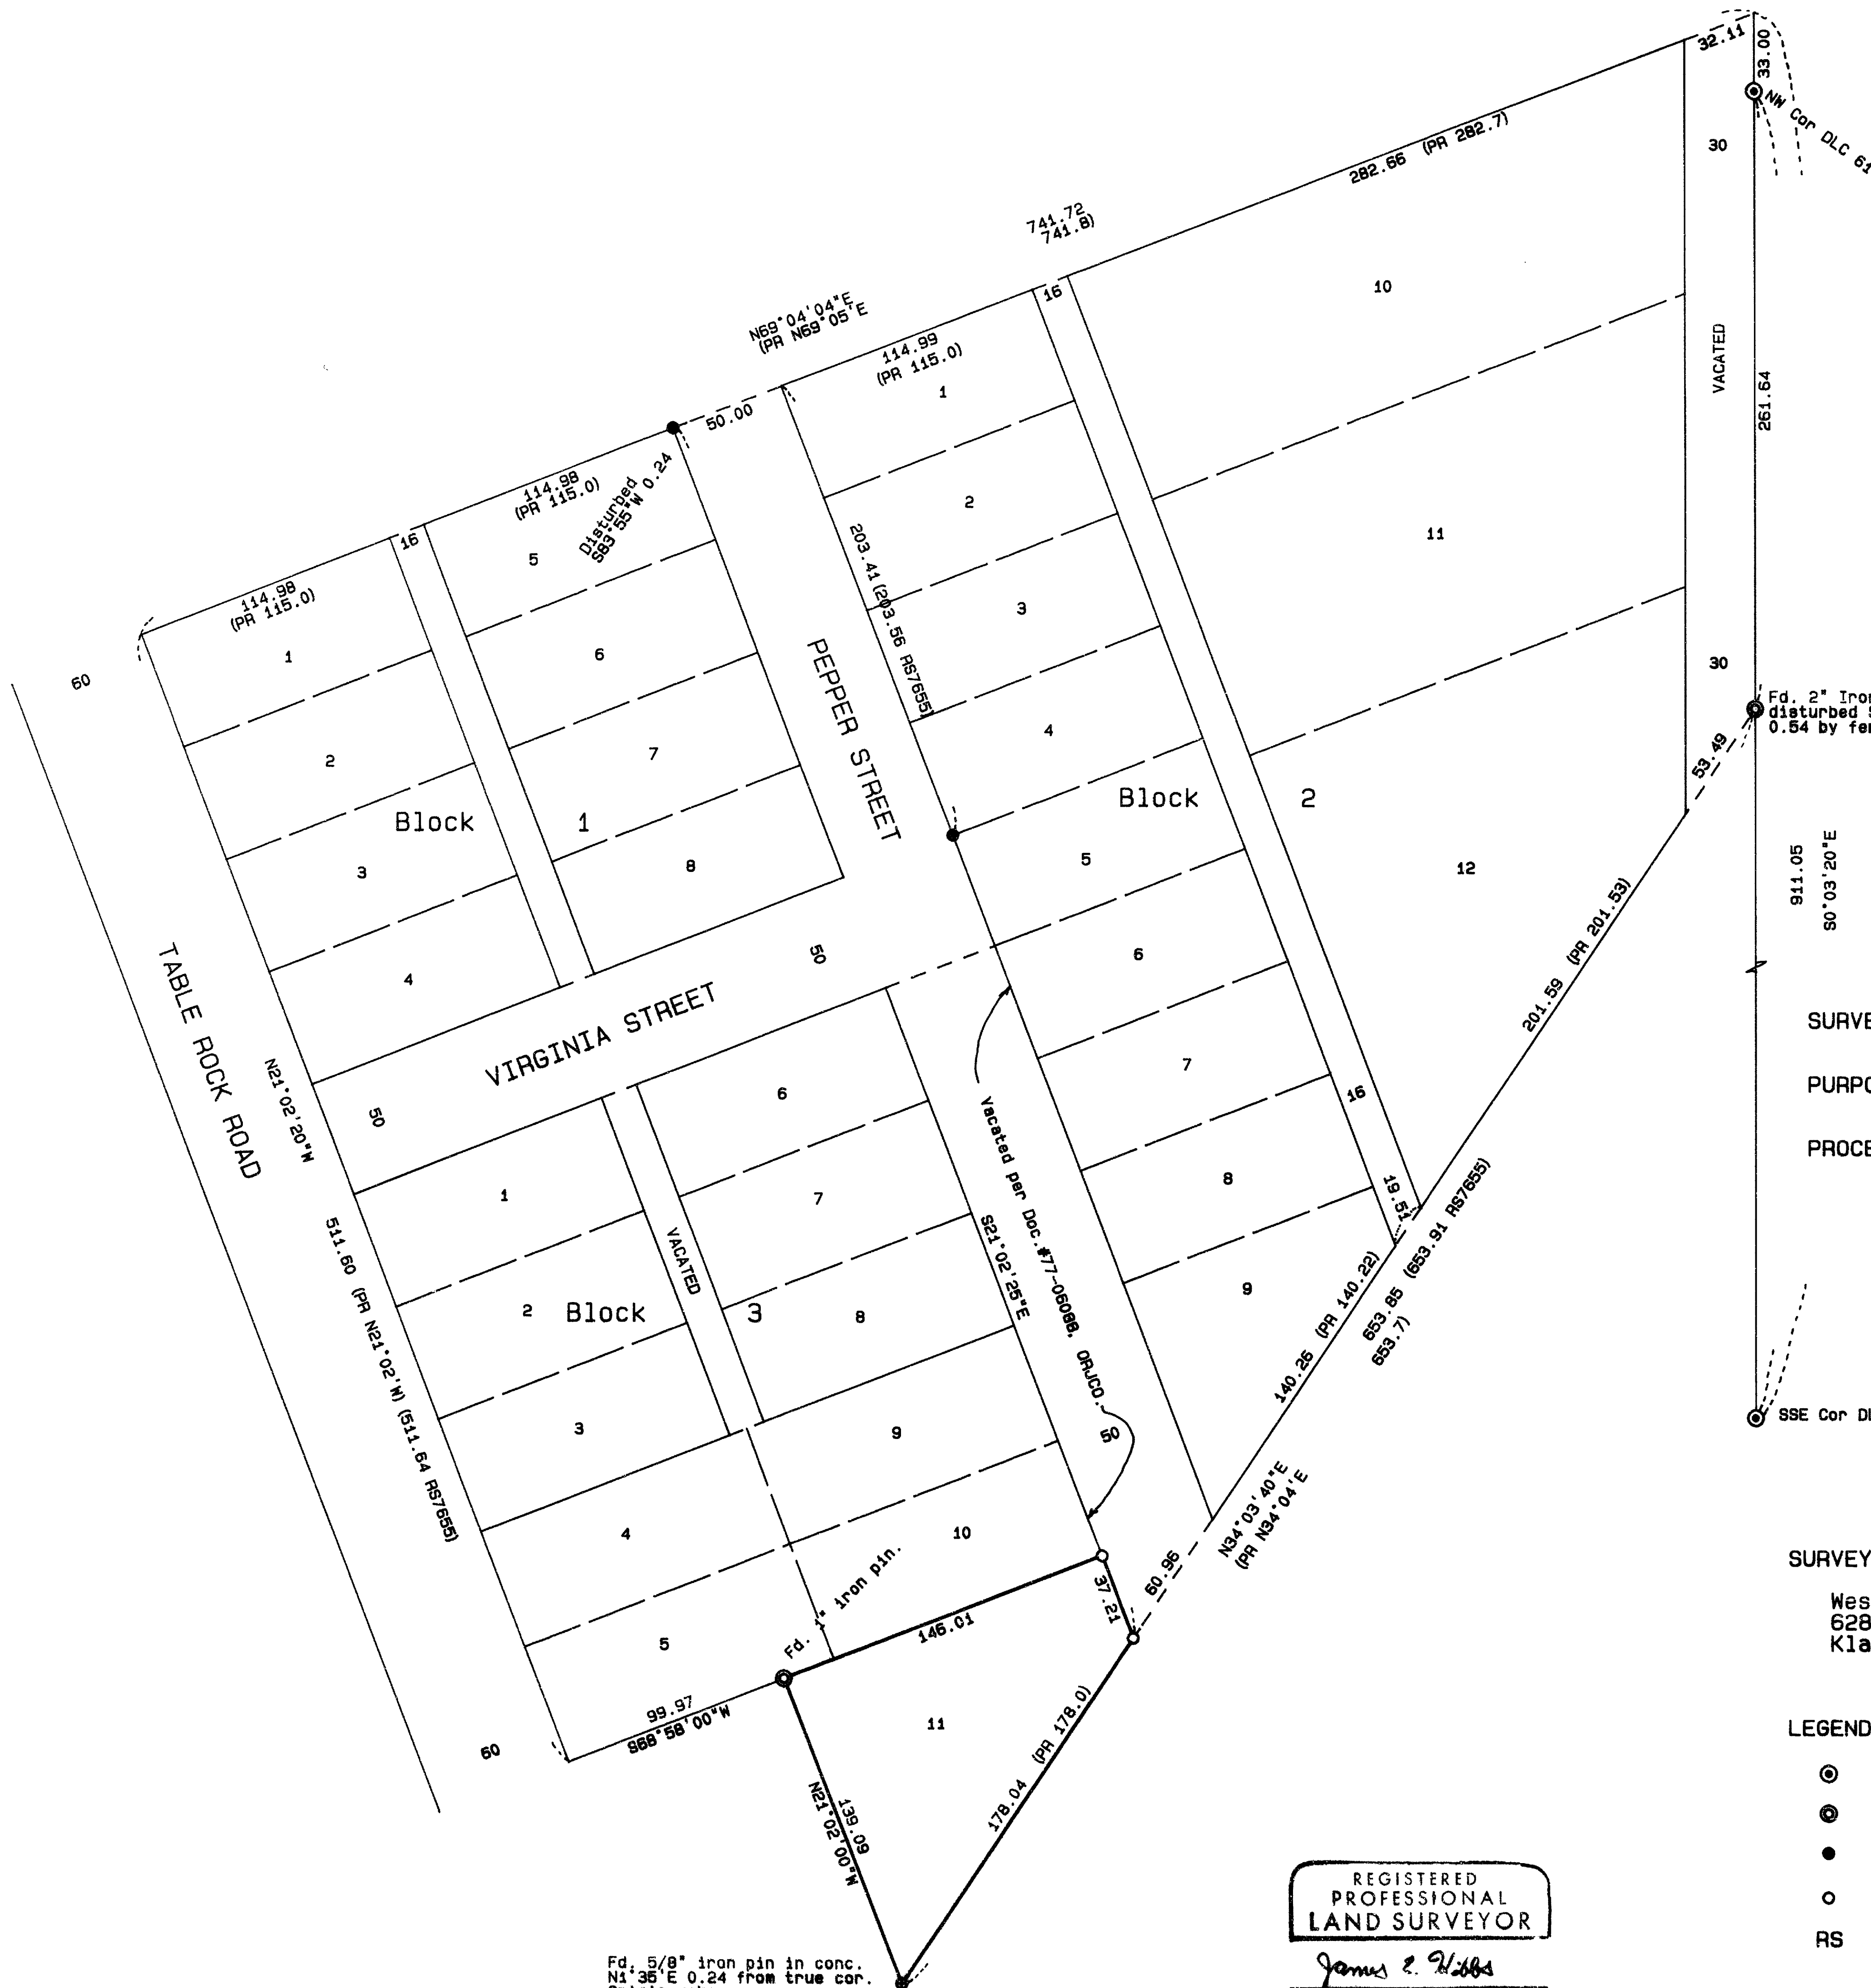 32.11
33.00
NW Cor DLC 61
30
282.66 (PR 282.7)
741.72
741.8)
16
10
N69°04'04"E
(PR N69°05'E
114.99
(PR 115.0)
1
VACATED
261.64
50.00
114.98
(PR 115.0)
Disturbed
S83°55"W 0.24
16
5
2
11
203.41 (203.56 RS7655)
114.98
(PR 115.0)
1
6
3
60
PEPPER STREET
30
Fd. 2" Iron
disturbed
0.54 by
53.49
2
7
4
Block 1
Block 2
3
8
5
12
911.05
S0°03'20"E
201.59 (PR 201.53)
TABLE ROCK ROAD
4
50
6
VIRGINIA STREET
SURVE
N21°02'20"W
50
6
7
PURPO
16
Vacated per Doc.#77-06088, ORJCO.
PROCE
1
7
8
19.51
S21°02'25"E
VACATED
511.60 (PR N21°02'W) (511.64 RS7655)
2
Block 3
8
9
140.26 (PR 140.22)
653.85 (653.91 RS7655)
653.7)
3
9
50
SSE Cor
N34°03'40"E
(PR N34°04'E
4
10
Fd. 1" iron pin.
37.21
60.96
SURVEY
Wes
628
Kla
5
146.01
99.97
S68°58'00"W
60
11
178.04 (PR 178.0)
LEGEND
139.09
N21°02'00"W
RS
REGISTERED
PROFESSIONAL
LAND SURVEYOR
James E. Hibbs
Fd. 5/8" iron pin in conc.
N1°35'E 0.24 from true cor.